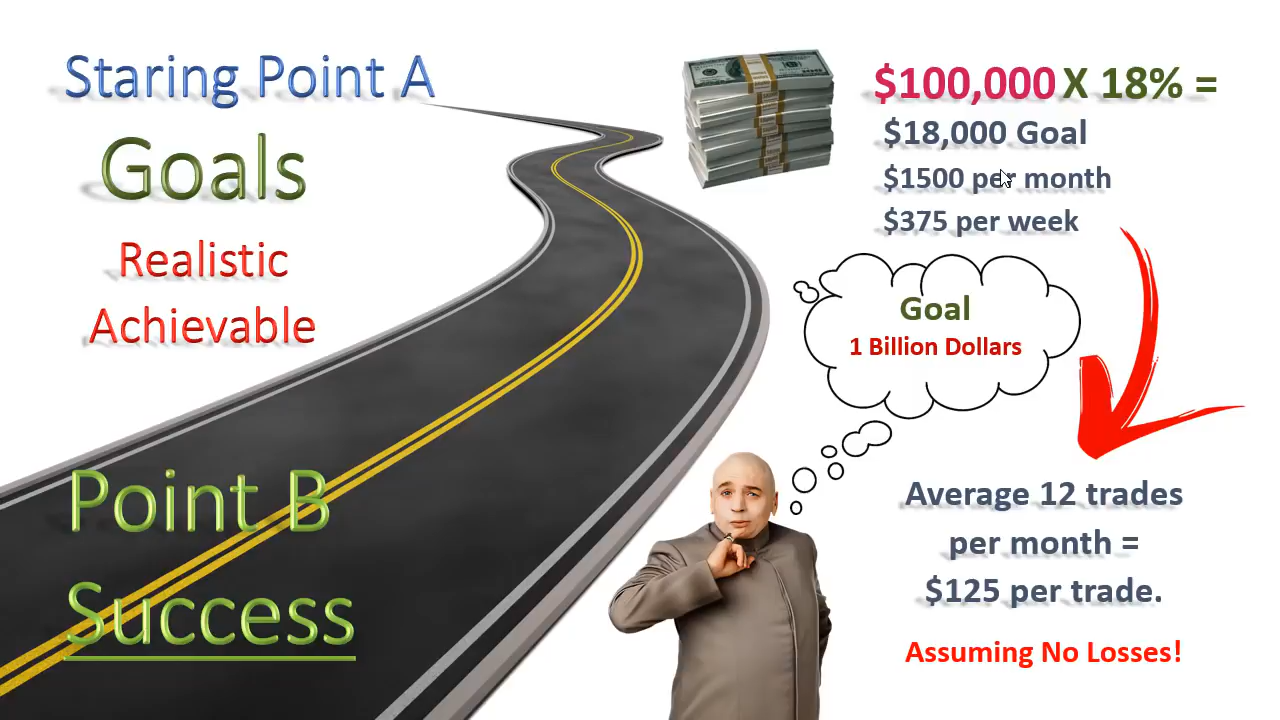 Staring Point A
Goals
Realistic
Achievable
Point B
Success
$100,000 X 18% =
$18,000 Goal
$1500 per month
$375 per week
Goal
1 Billion Dollars
Average 12 trades
per month =
$125 per trade.
Assuming No Losses!